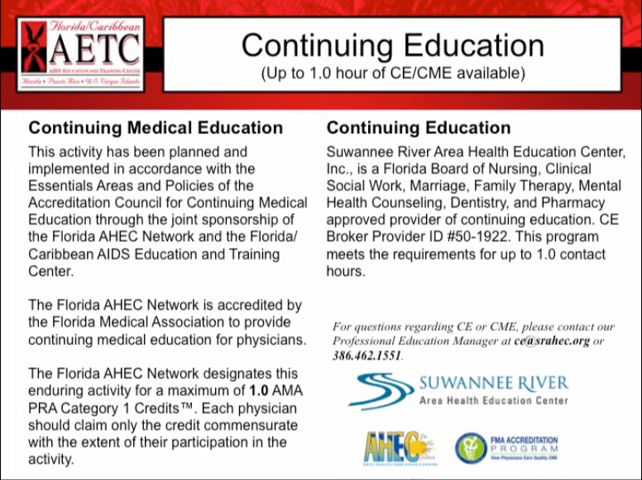 Florida/Caribbean
AETC
AIDS EDUCATION AND TRAINING CENTER
Florida • Puerto Rico • U.S. Virgin Islands
Continuing Education
(Up to 1.0 hour of CE/CME available)
Continuing Medical Education
This activity has been planned and
implemented in accordance with the
Essentials Areas and Policies of the
Accreditation Council for Continuing Medical
Education through the joint sponsorship of
the Florida AHEC Network and the Florida/
Caribbean AIDS Education and Training
Center.
The Florida AHEC Network is accredited by
the Florida Medical Association to provide
continuing medical education for physicians.
The Florida AHEC Network designates this
enduring activity for a maximum of 1.0 AMA
PRA Category 1 Credits™. Each physician
should claim only the credit commensurate
with the extent of their participation in the
activity.
Continuing Education
Suwannee River Area Health Education Center,
Inc., is a Florida Board of Nursing, Clinical
Social Work, Marriage, Family Therapy, Mental
Health Counseling, Dentistry, and Pharmacy
approved provider of continuing education. CE
Broker Provider ID #50-1922. This program
meets the requirements for up to 1.0 contact
hours.
For questions regarding CE or CME, please contact our
Professional Education Manager at ce@srahec.org or
386.462.1551.
SUWANNEE RIVER
Area Health Education Center
AHEC
FMA ACCREDITATION
PROGRAM
How Physicians Earn Quality CME